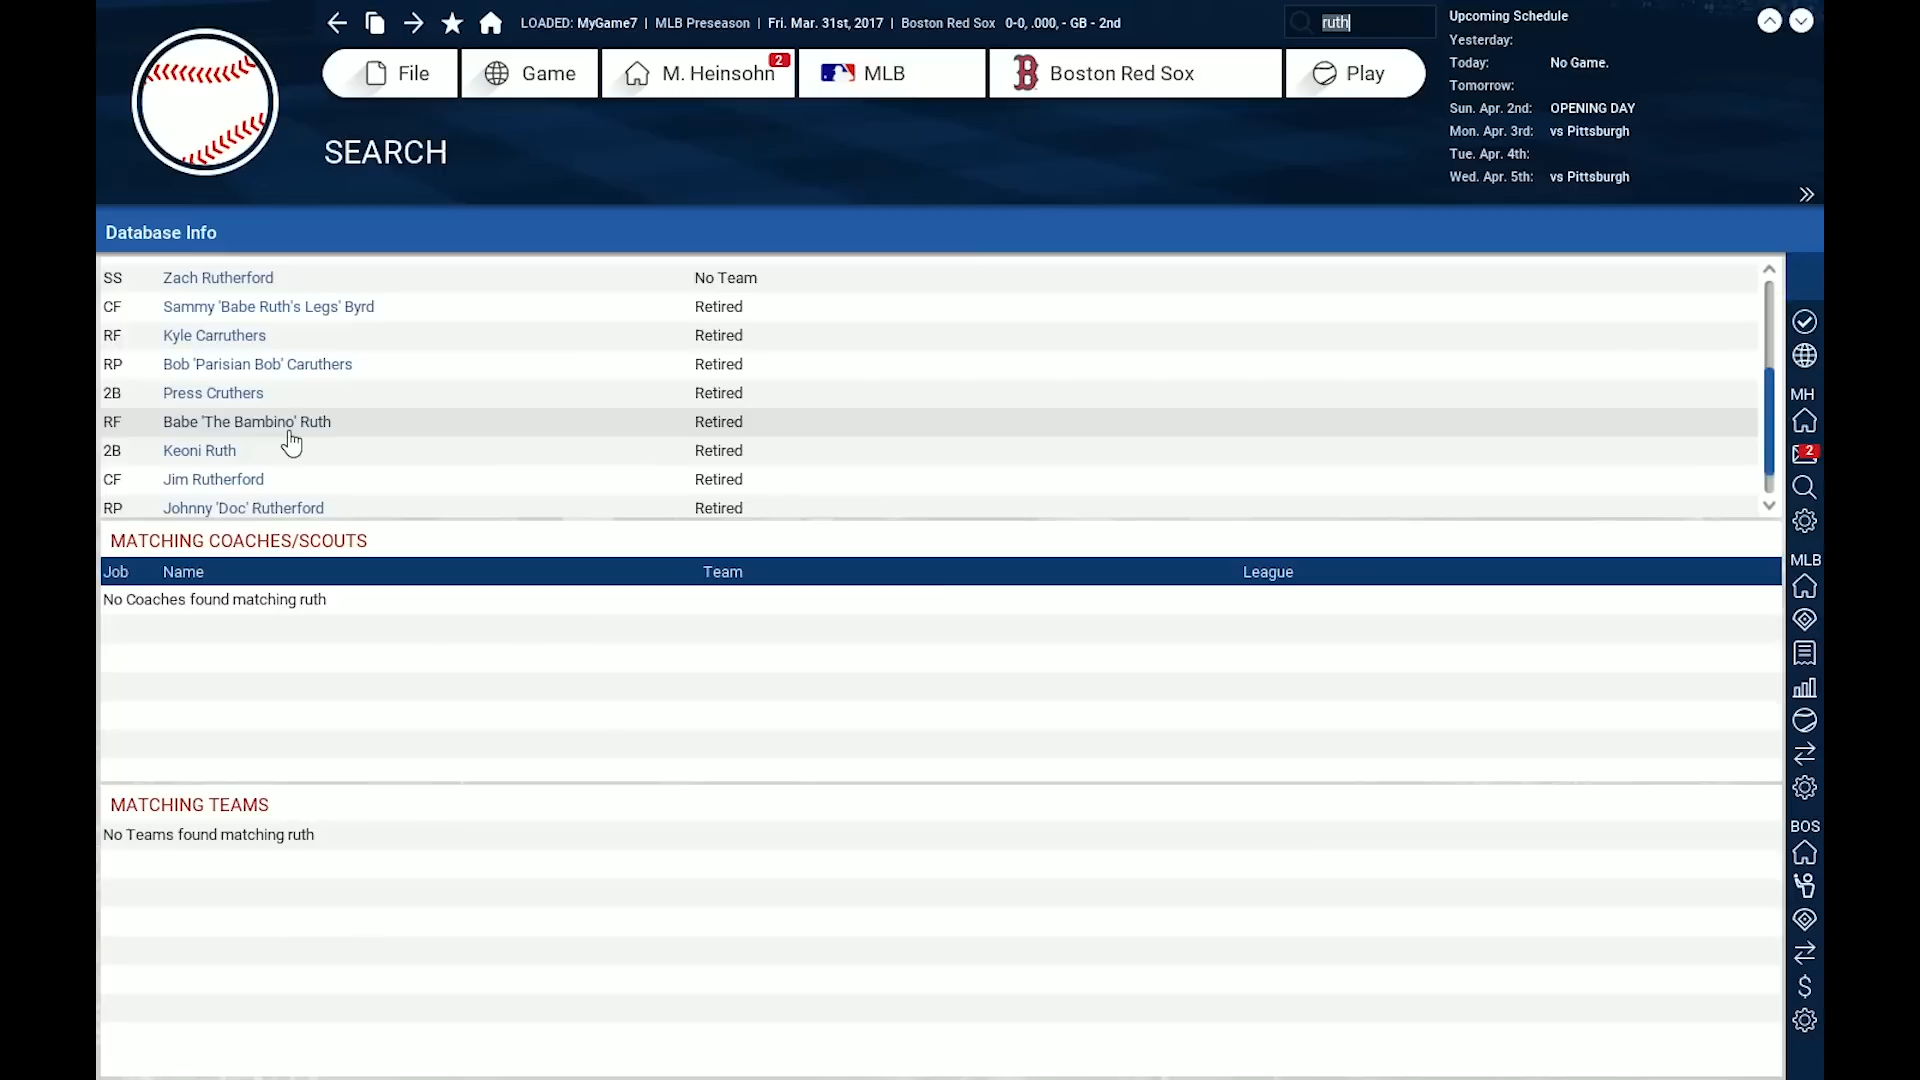 LOADED: MyGame7 | MLB Preseason | Fri. Mar. 31st, 2017 | Boston Red Sox 0-0, .000, - GB - 2nd
ruth
File
Game
M. Heinsohn
2
MLB
B
Boston Red Sox
Play
SEARCH
Upcoming Schedule
Yesterday:
Today: No Game.
Tomorrow:
Sun. Apr. 2nd: OPENING DAY
Mon. Apr. 3rd: vs Pittsburgh
Tue. Apr. 4th:
Wed. Apr. 5th: vs Pittsburgh
Database Info
SS Zach Rutherford No Team
CF Sammy 'Babe Ruth's Legs' Byrd Retired
RF Kyle Carruthers Retired
RP Bob 'Parisian Bob' Caruthers Retired
2B Press Cruthers Retired
RF Babe 'The Bambino' Ruth Retired
2B Keoni Ruth Retired
CF Jim Rutherford Retired
RP Johnny 'Doc' Rutherford Retired
MATCHING COACHES/SCOUTS
Job Name Team League
No Coaches found matching ruth
MATCHING TEAMS
No Teams found matching ruth
MH
2
MLB
BOS
$